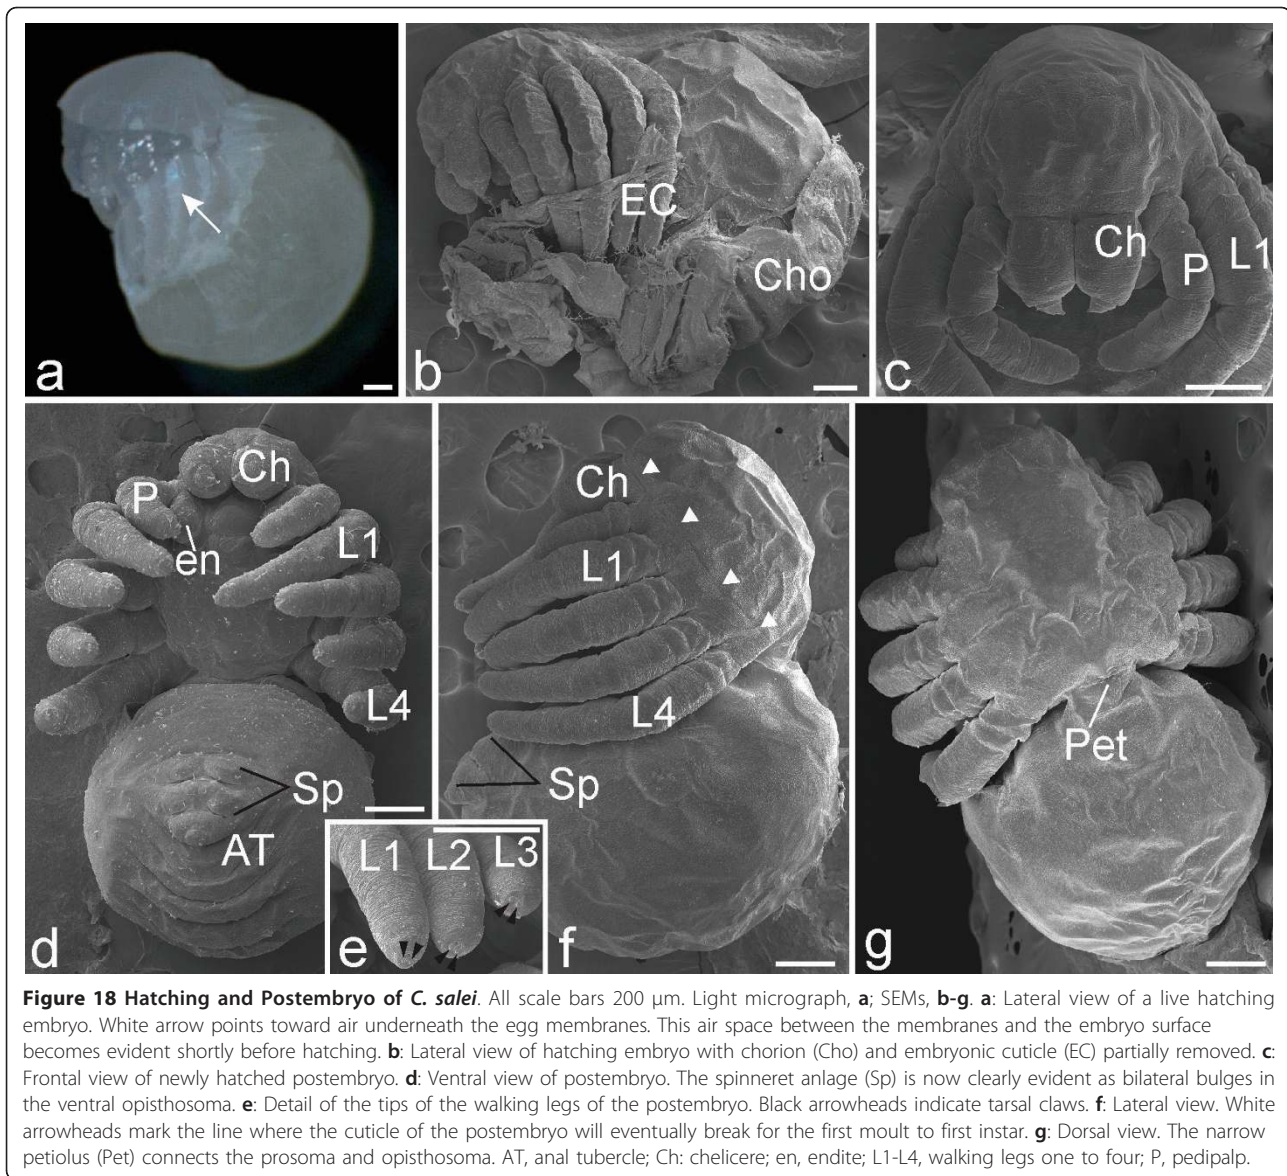 a
EC
Cho
b
Ch
P
L1
c
Ch
P
en
L1
L4
Sp
AT
d
L1 L2 L3
e
Ch
L1
L4
Sp
f
Pet
g
Figure 18 Hatching and Postembryo of C. salei. All scale bars 200 µm. Light micrograph, a; SEMs, b-g. a: Lateral view of a live hatching
embryo. White arrow points toward air underneath the egg membranes. This air space between the membranes and the embryo surface
becomes evident shortly before hatching. b: Lateral view of hatching embryo with chorion (Cho) and embryonic cuticle (EC) partially removed. c:
Frontal view of newly hatched postembryo. d: Ventral view of postembryo. The spinneret anlage (Sp) is now clearly evident as bilateral bulges in
the ventral opisthosoma. e: Detail of the tips of the walking legs of the postembryo. Black arrowheads indicate tarsal claws. f: Lateral view. White
arrowheads mark the line where the cuticle of the postembryo will eventually break for the first moult to first instar. g: Dorsal view. The narrow
petiolus (Pet) connects the prosoma and opisthosoma. AT, anal tubercle; Ch: chelicere; en, endite; L1-L4, walking legs one to four; P, pedipalp.